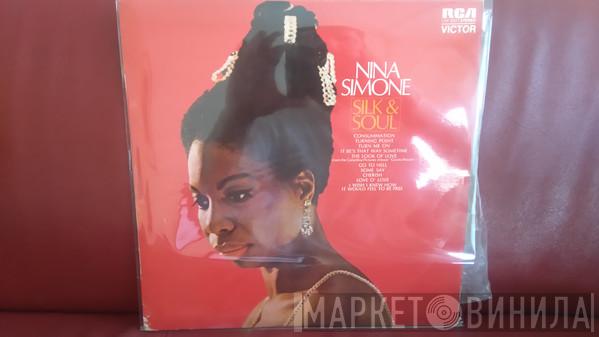 RCA
VICTOR
NINA
SIMONE
SILK &
SOUL
CONSUMMATION
TURNING POINT
TURN ME ON
IT BE'S THAT WAY SOMETIME
THE LOOK OF LOVE
GO TO HELL
SOME SAY
CHERISH
LOVE O' LOVE
I WISH I KNEW HOW
IT WOULD FEEL TO BE FREE
МАРКЕТ ВИНИЛА